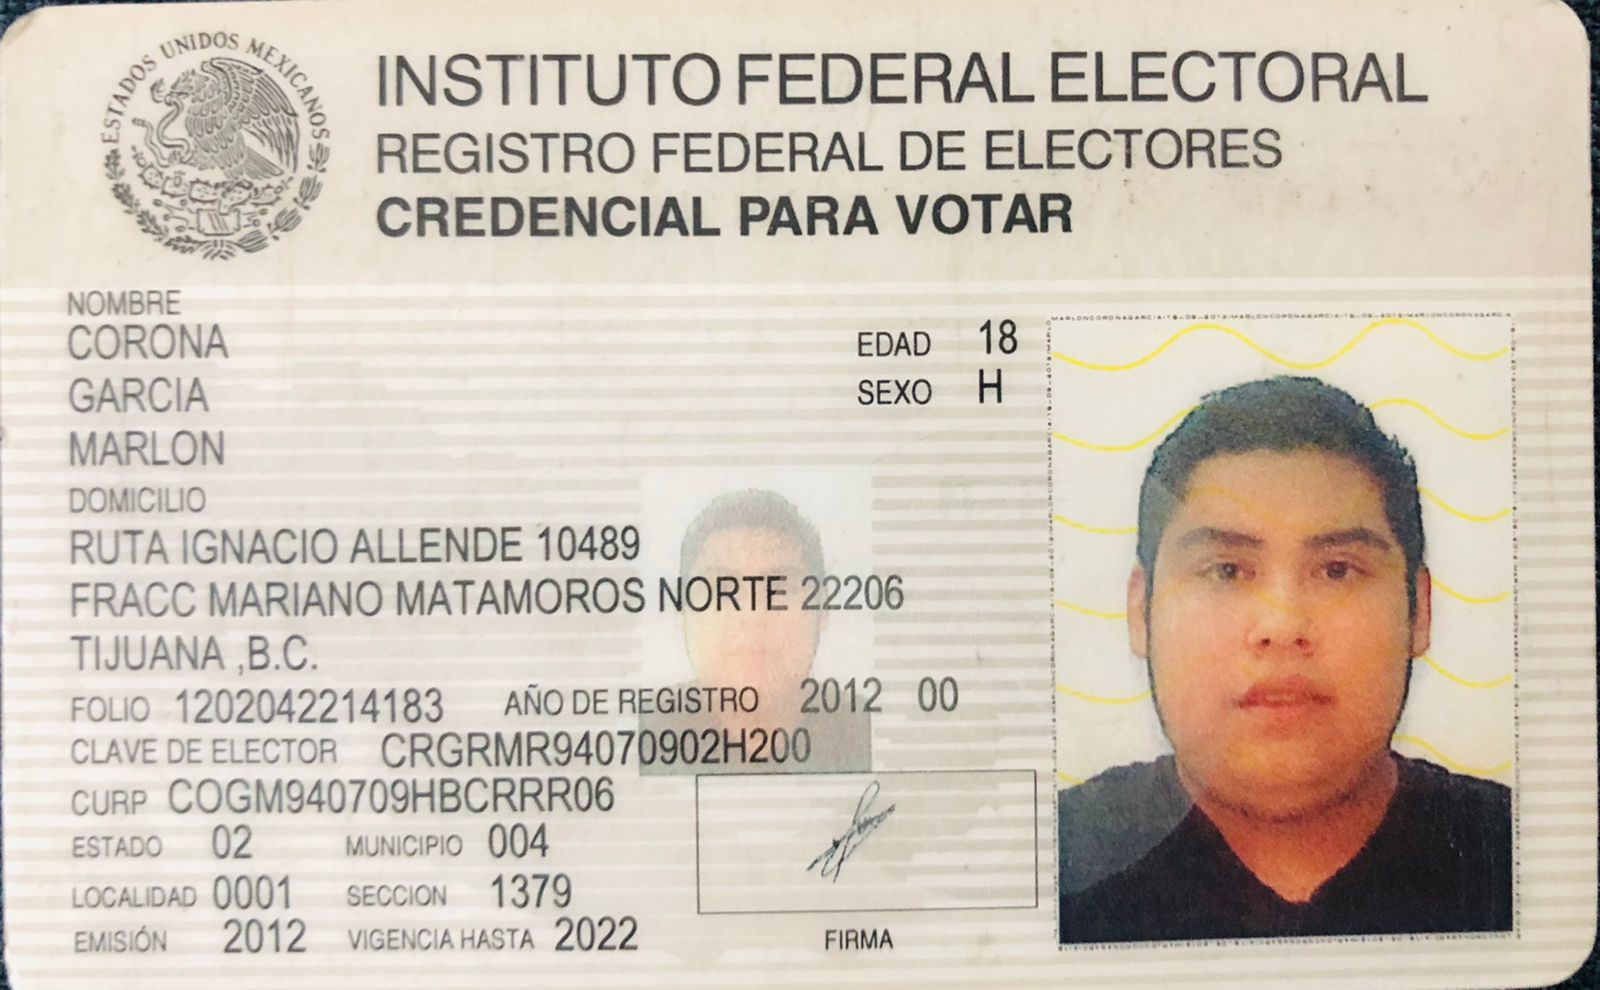 ESTADOS UNIDOS MEXICANOS
INSTITUTO FEDERAL ELECTORAL
REGISTRO FEDERAL DE ELECTORES
CREDENCIAL PARA VOTAR
NOMBRE
CORONA
GARCIA
MARLON
EDAD 18
SEXO H
DOMICILIO
RUTA IGNACIO ALLENDE 10489
FRACC MARIANO MATAMOROS NORTE 22206
TIJUANA ,B.C.
FOLIO 1202042214183 AÑO DE REGISTRO 2012 00
CLAVE DE ELECTOR CRGRMR94070902H200
CURP COGM940709HBCRRR06
ESTADO 02 MUNICIPIO 004
LOCALIDAD 0001 SECCION 1379
EMISIÓN 2012 VIGENCIA HASTA 2022
FIRMA